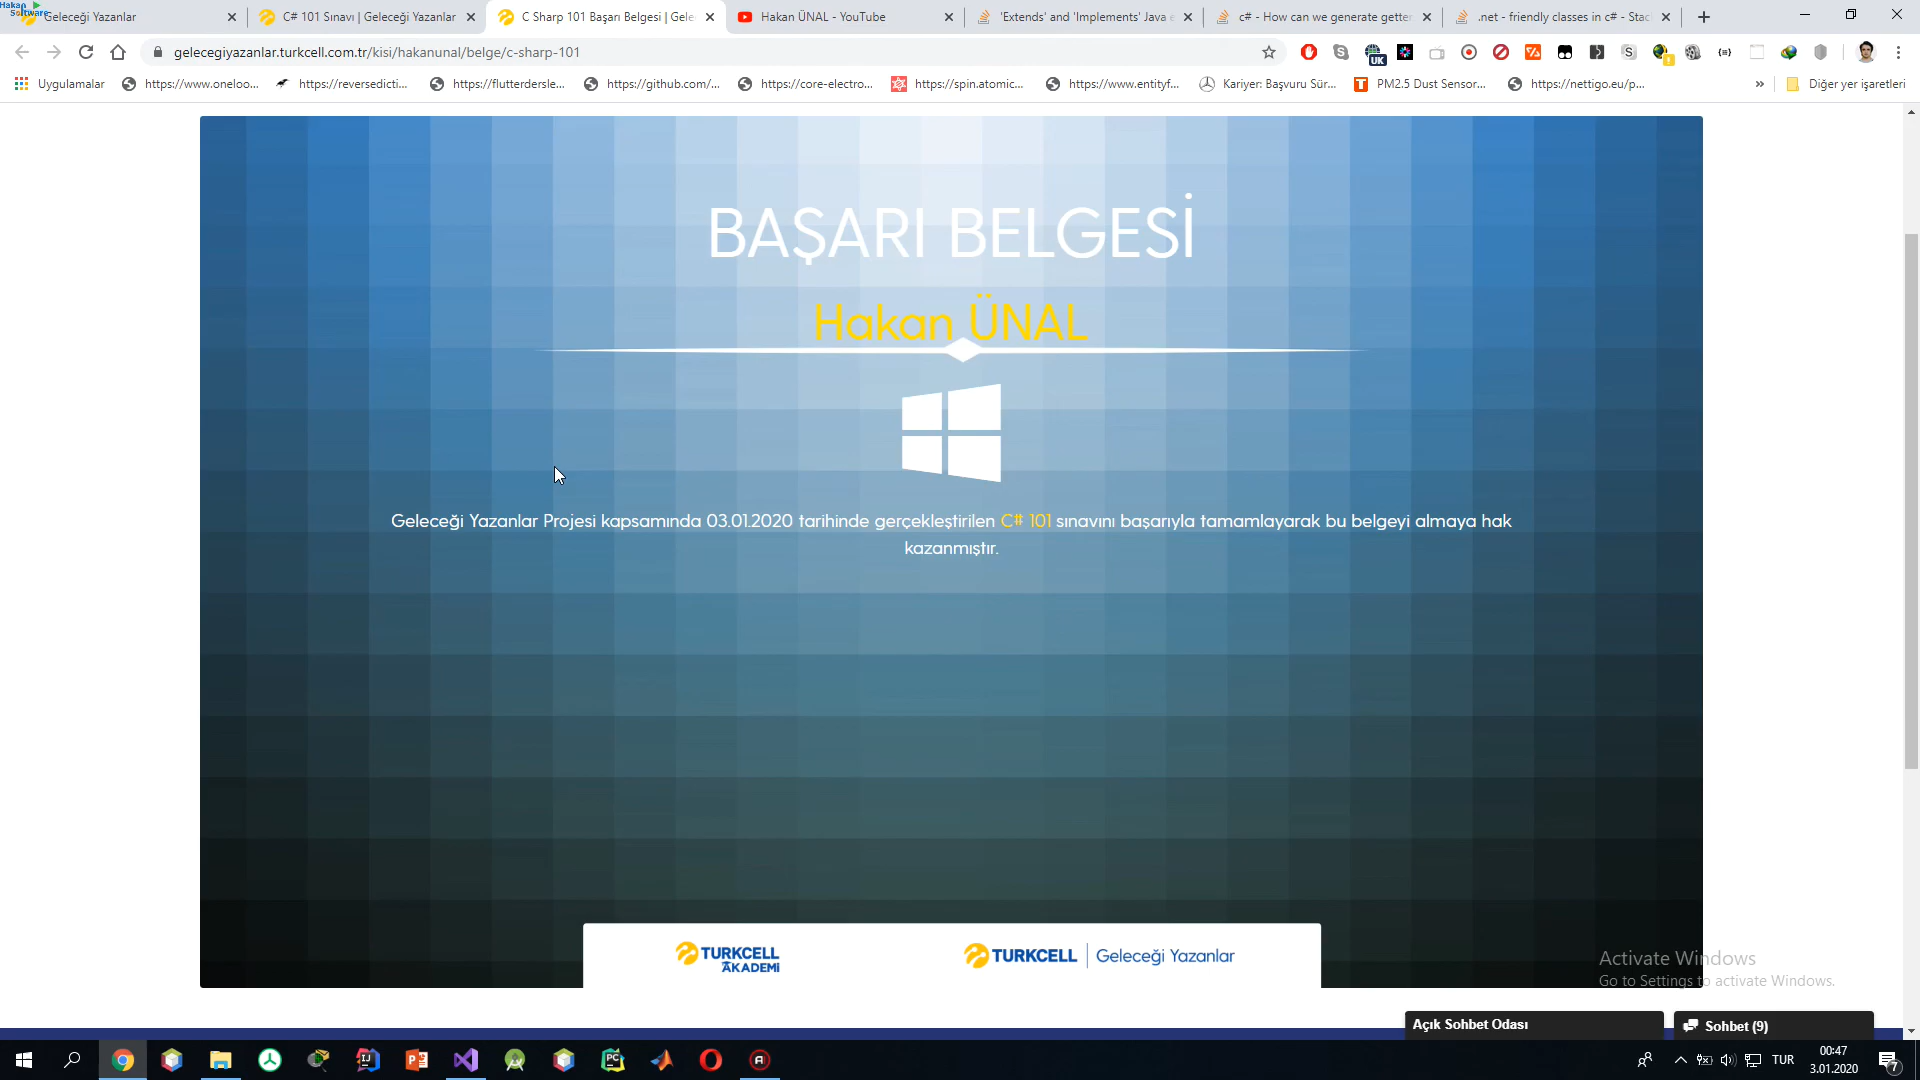 Hakan
Software
Geleceği Yazanlar
C# 101 Sınavı | Geleceği Yazanlar
C Sharp 101 Başarı Belgesi | Gele
Hakan ÜNAL - YouTube
'Extends' and 'Implements' Java e
c# - How can we generate getter
.net - friendly classes in c# - Stac
gelecegiyazanlar.turkcell.com.tr/kisi/hakanunal/belge/c-sharp-101
UK
Uygulamalar
https://www.oneloo...
https://reversedicti...
https://flutterdersle...
https://github.com/...
https://core-electro...
https://spin.atomic...
https://www.entityf...
Kariyer: Başvuru Sür...
PM2.5 Dust Sensor...
https://nettigo.eu/p...
»
Diğer yer işaretleri
BAŞARI BELGESİ
Hakan ÜNAL
Geleceği Yazanlar Projesi kapsamında 03.01.2020 tarihinde gerçekleştirilen C# 101 sınavını başarıyla tamamlayarak bu belgeyi almaya hak
kazanmıştır.
TURKCELL
AKADEMİ
TURKCELL | Geleceği Yazanlar
Activate Windows
Go to Settings to activate Windows.
Açık Sohbet Odası
Sohbet (9)
TUR
00:47
3.01.2020
7